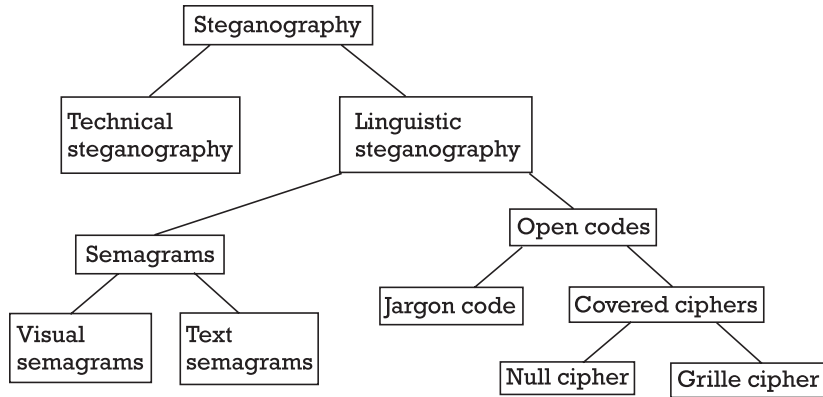 Steganography
Technical
steganography
Linguistic
steganography
Semagrams
Open codes
Visual
semagrams
Text
semagrams
Jargon code
Covered ciphers
Null cipher
Grille cipher